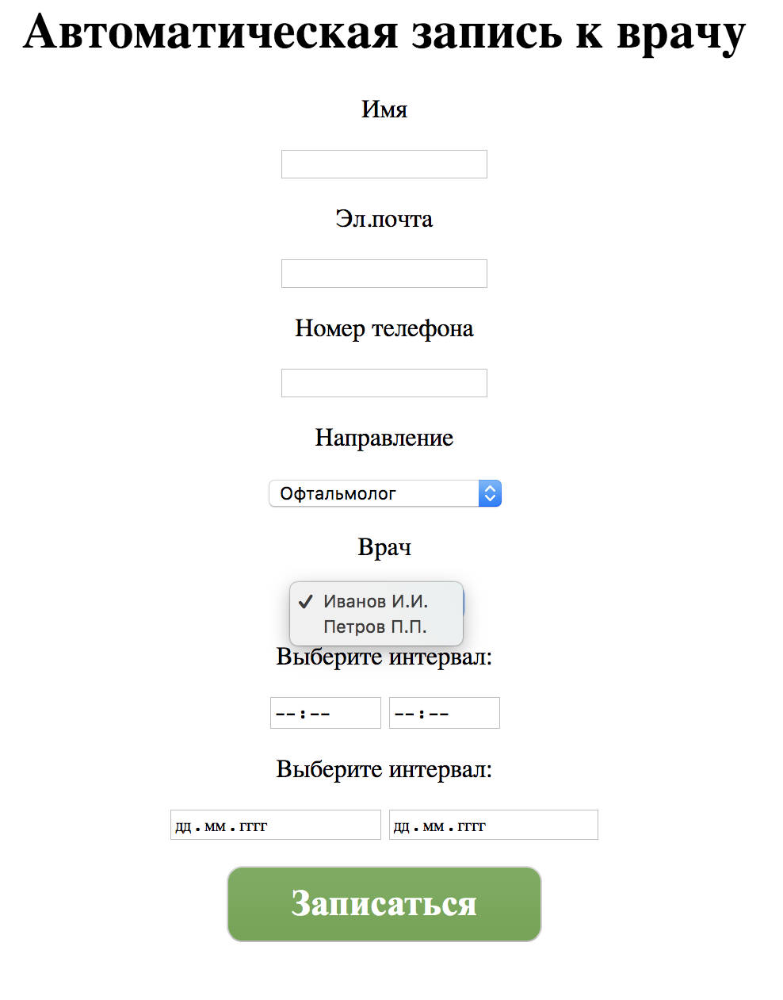 Автоматическая запись к врачу
Имя
Эл.почта
Номер телефона
Направление
Офтальмолог
Врач
✓ Иванов И.И.
Петров П.П.
Выберите интервал:
--:-- --:--
Выберите интервал:
дд.мм.гггг дд.мм.гггг
Записаться